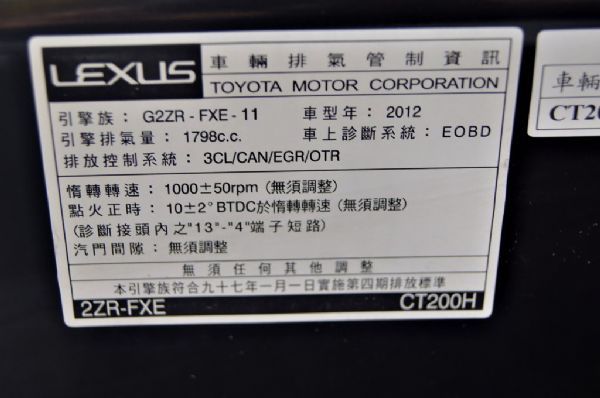 LEXUS 車輛排氣管制資訊
TOYOTA MOTOR CORPORATION
引擎族：G2ZR-FXE-11 車型年：2012
引擎排氣量：1798c.c. 車上診斷系統：EOBD
排放控制系統：3CL/CAN/EGR/OTR
惰轉轉速：1000±50rpm (無須調整)
點火正時：10±2°BTDC於惰轉轉速 (無須調整)
(診斷接頭內之"13"-"4"端子短路)
汽門間隙：無須調整
無須任何其他調整
本引擎族符合九十七年一月一日實施第四期排放標準
2ZR-FXE CT200H
車輛